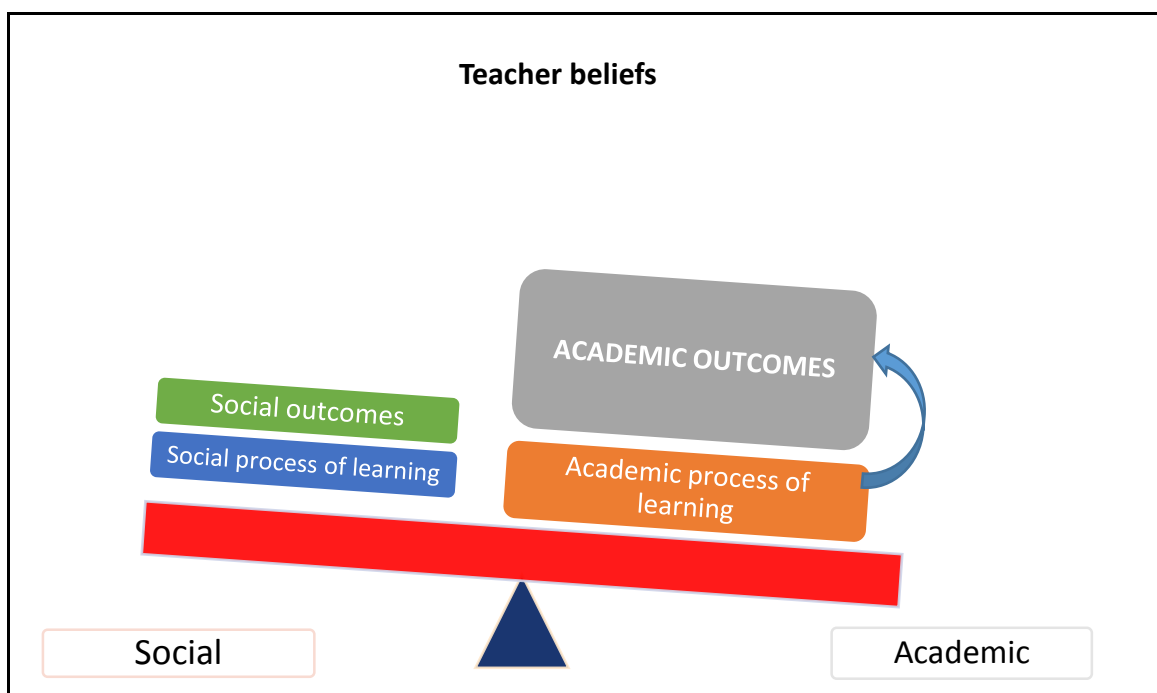 Teacher beliefs
ACADEMIC OUTCOMES
Social outcomes
Social process of learning
Academic process of
learning
Social
Academic